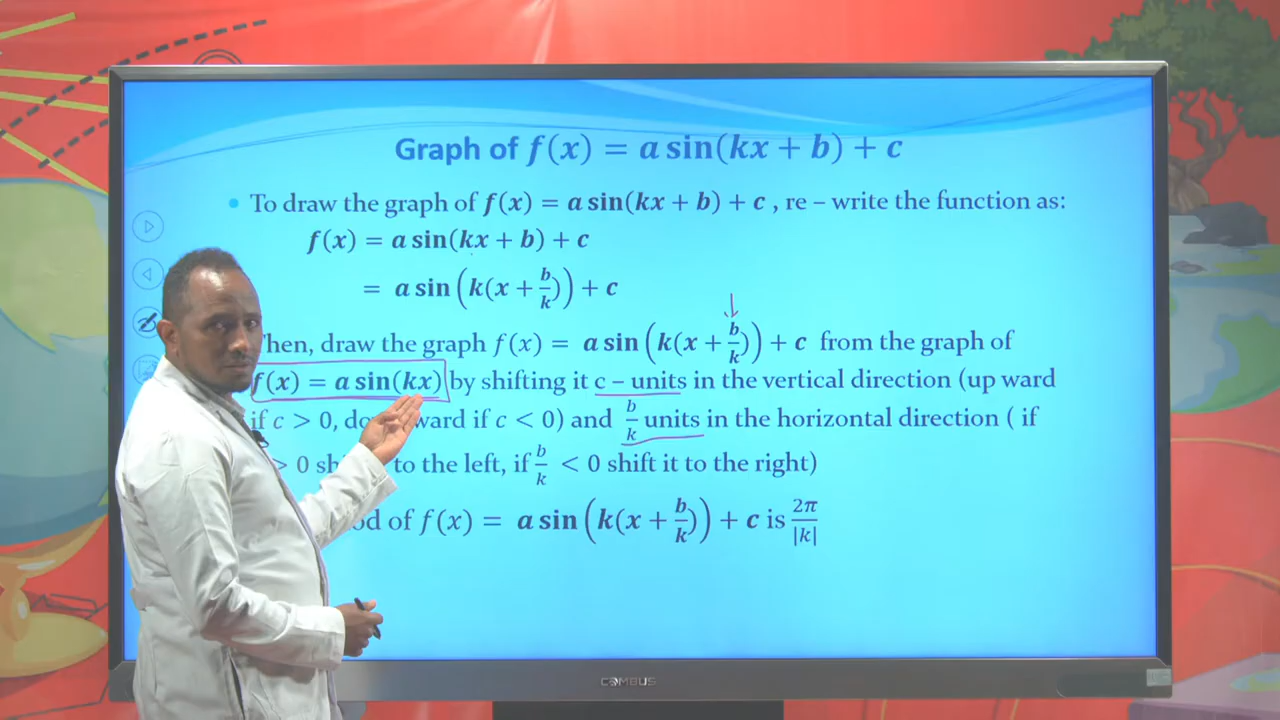 Graph of f(x) = a sin(kx + b) + c
• To draw the graph of f(x) = a sin(kx + b) + c , re – write the function as:
f(x) = a sin(kx + b) + c
= a sin (k(x + b/k)) + c
hen, draw the graph f(x) = a sin (k(x + b/k)) + c from the graph of
f(x) = a sin(kx) by shifting it c – units in the vertical direction (up ward
if c > 0, do ward if c < 0) and b/k units in the horizontal direction ( if
> 0 sh to the left, if b/k < 0 shift it to the right)
od of f(x) = a sin (k(x + b/k)) + c is 2π/|k|
COMBUS